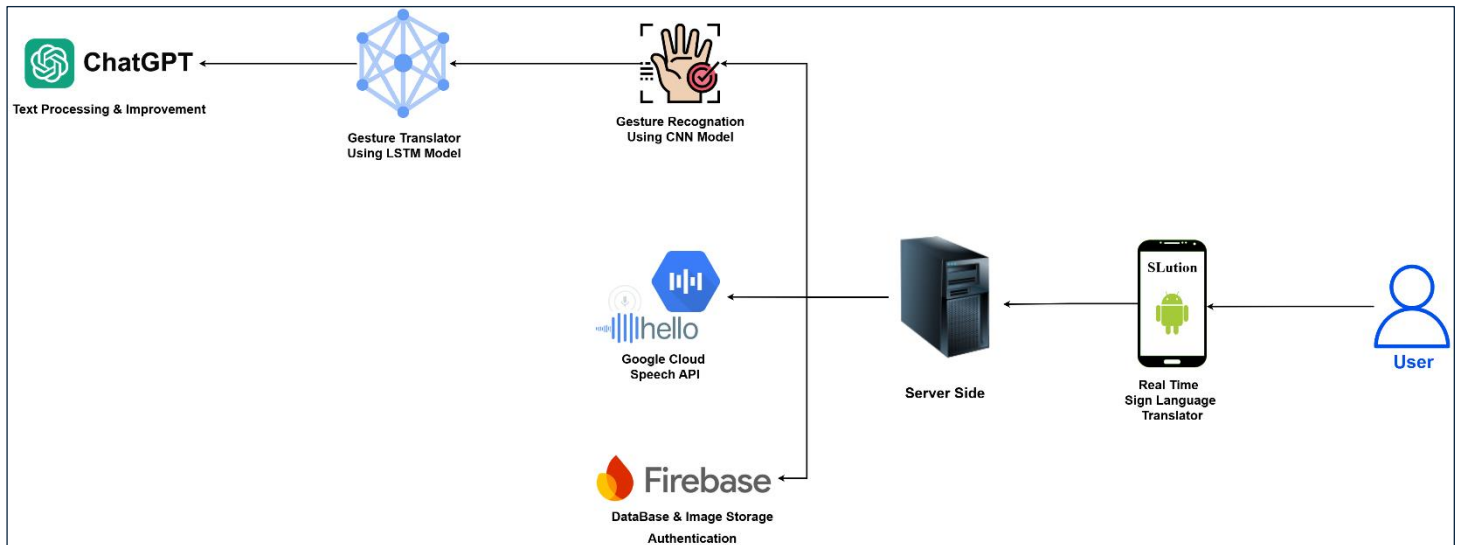 ChatGPT
Text Processing & Improvement
Gesture Translator
Using LSTM Model
Gesture Recognation
Using CNN Model
hello
Google Cloud
Speech API
Firebase
DataBase & Image Storage
Authentication
Server Side
SLution
Real Time
Sign Language
Translator
User